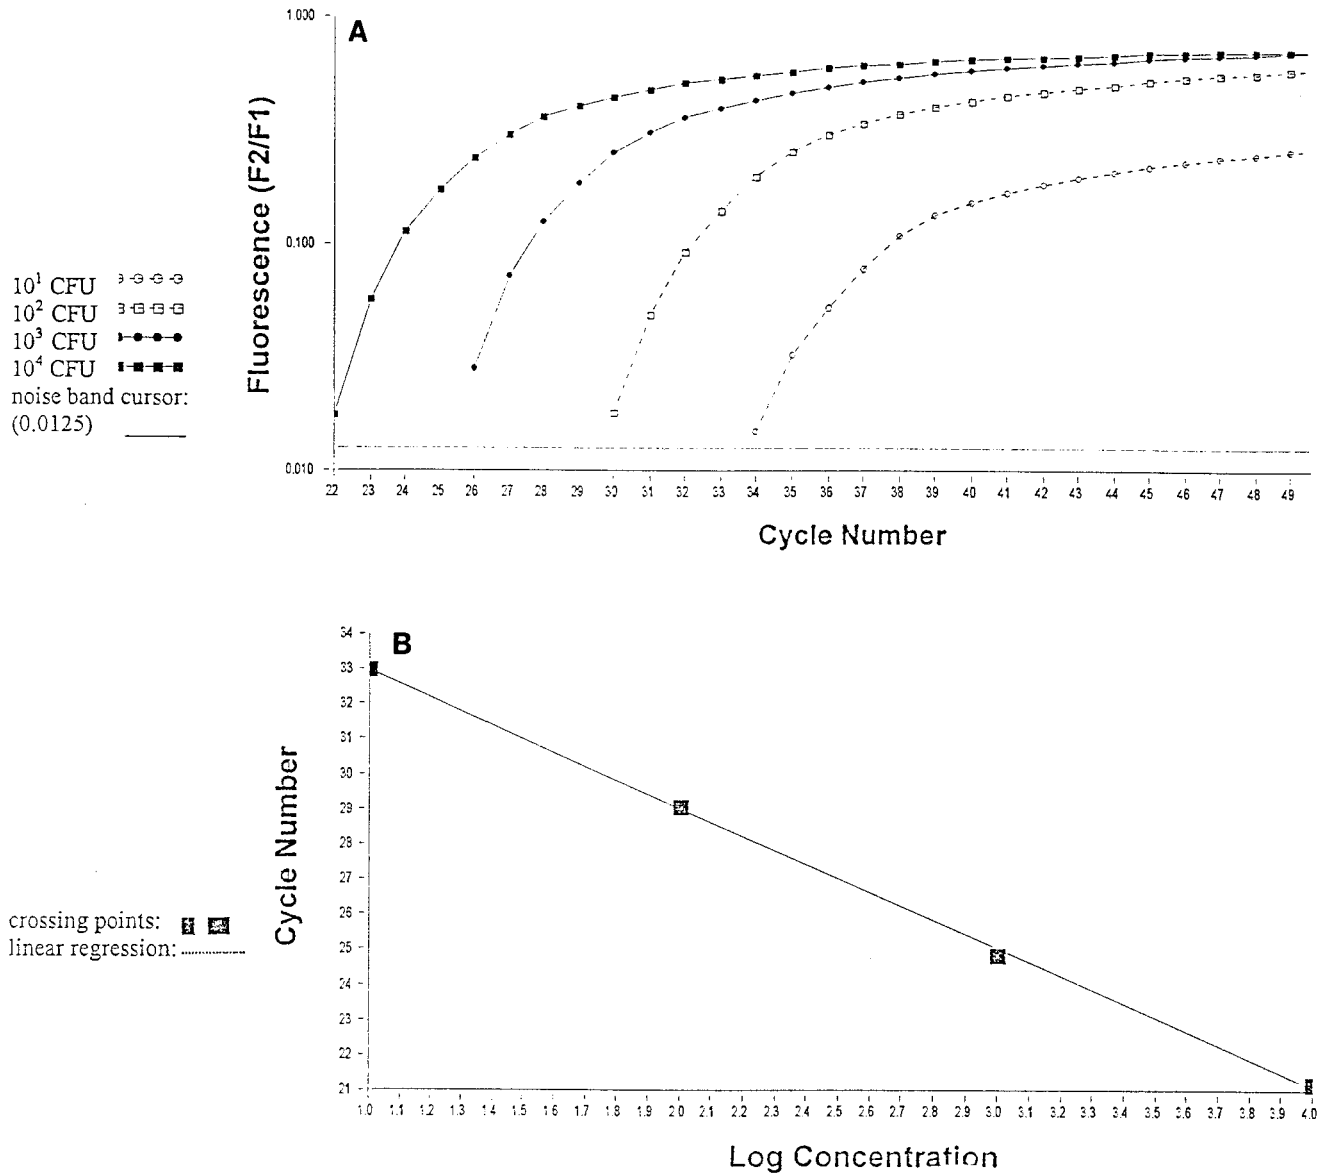 A
1.000
0.100
0.010
Fluorescence (F2/F1)
22 23 24 25 26 27 28 29 30 31 32 33 34 35 36 37 38 39 40 41 42 43 44 45 46 47 48 49
Cycle Number
10¹ CFU
10² CFU
10³ CFU
10⁴ CFU
noise band cursor:
(0.0125)
B
34
33
32
31
30
29
28
27
26
25
24
23
22
21
Cycle Number
1.0 1.1 1.2 1.3 1.4 1.5 1.6 1.7 1.8 1.9 2.0 2.1 2.2 2.3 2.4 2.5 2.6 2.7 2.8 2.9 3.0 3.1 3.2 3.3 3.4 3.5 3.6 3.7 3.8 3.9 4.0
Log Concentration
crossing points:
linear regression: